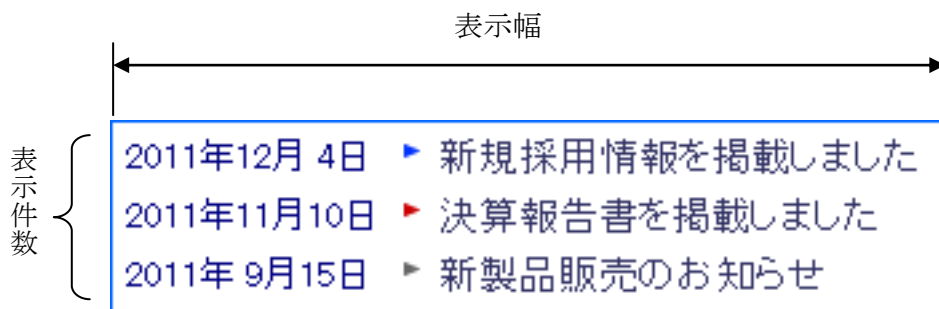 表示幅
表示件数
2011年12月 4日 ► 新規採用情報を掲載しました
2011年11月10日 ► 決算報告書を掲載しました
2011年 9月15日 ► 新製品販売のお知らせ